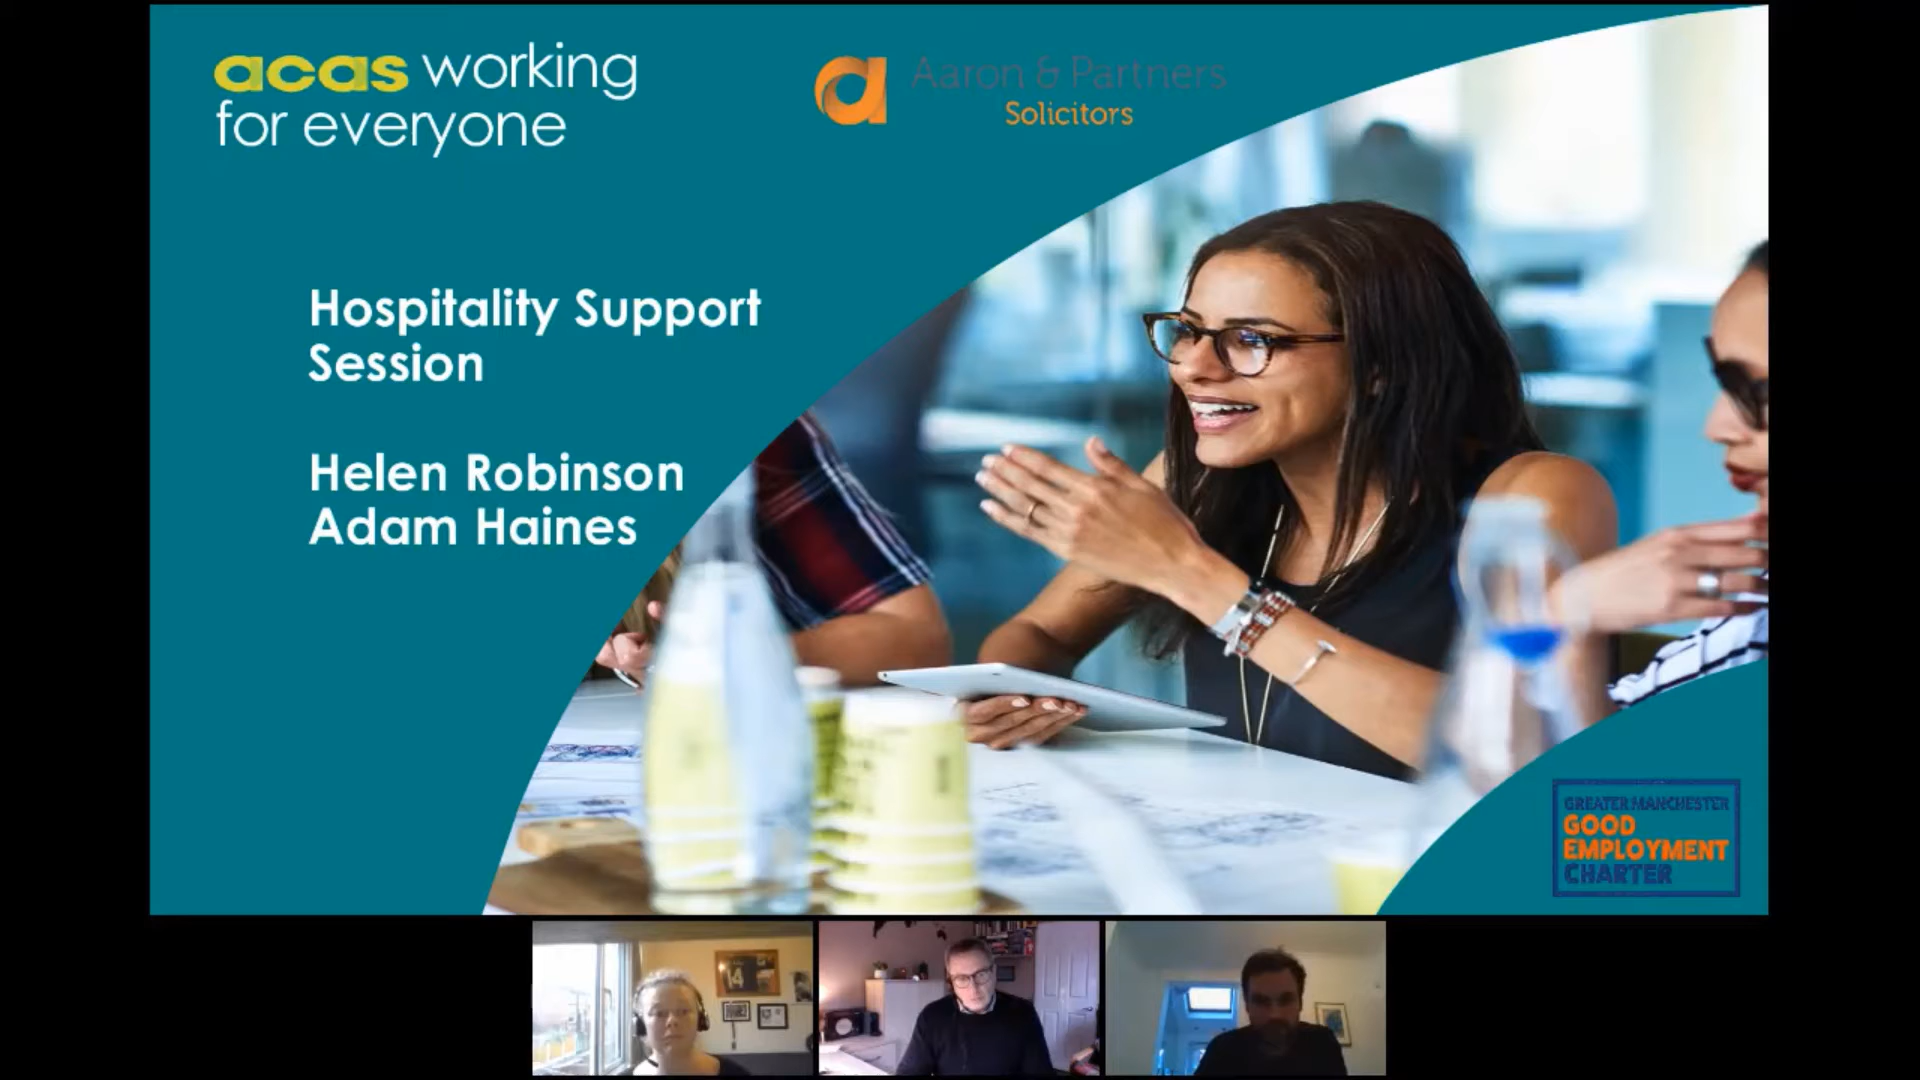 acas working
for everyone
Aaron & Partners
Solicitors
Hospitality Support
Session
Helen Robinson
Adam Haines
GREATER MANCHESTER
GOOD
EMPLOYMENT
CHARTER
14